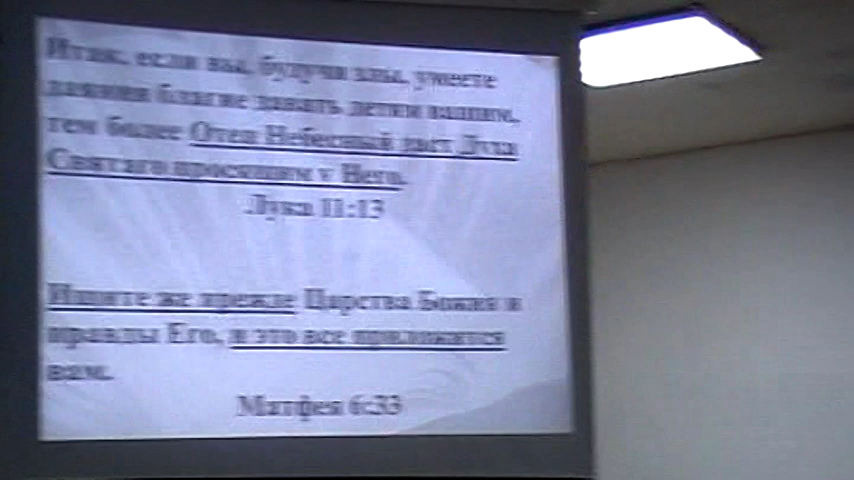 Итак, если вы, будучи злы, умеете
даяния благие давать детям вашим,
тем более Отец Небесный даст Духа
Святаго просящим у Него.
Лука 11:13
Ищите же прежде Царства Божия и
правды Его, и это все приложится
вам.
Матфея 6:33